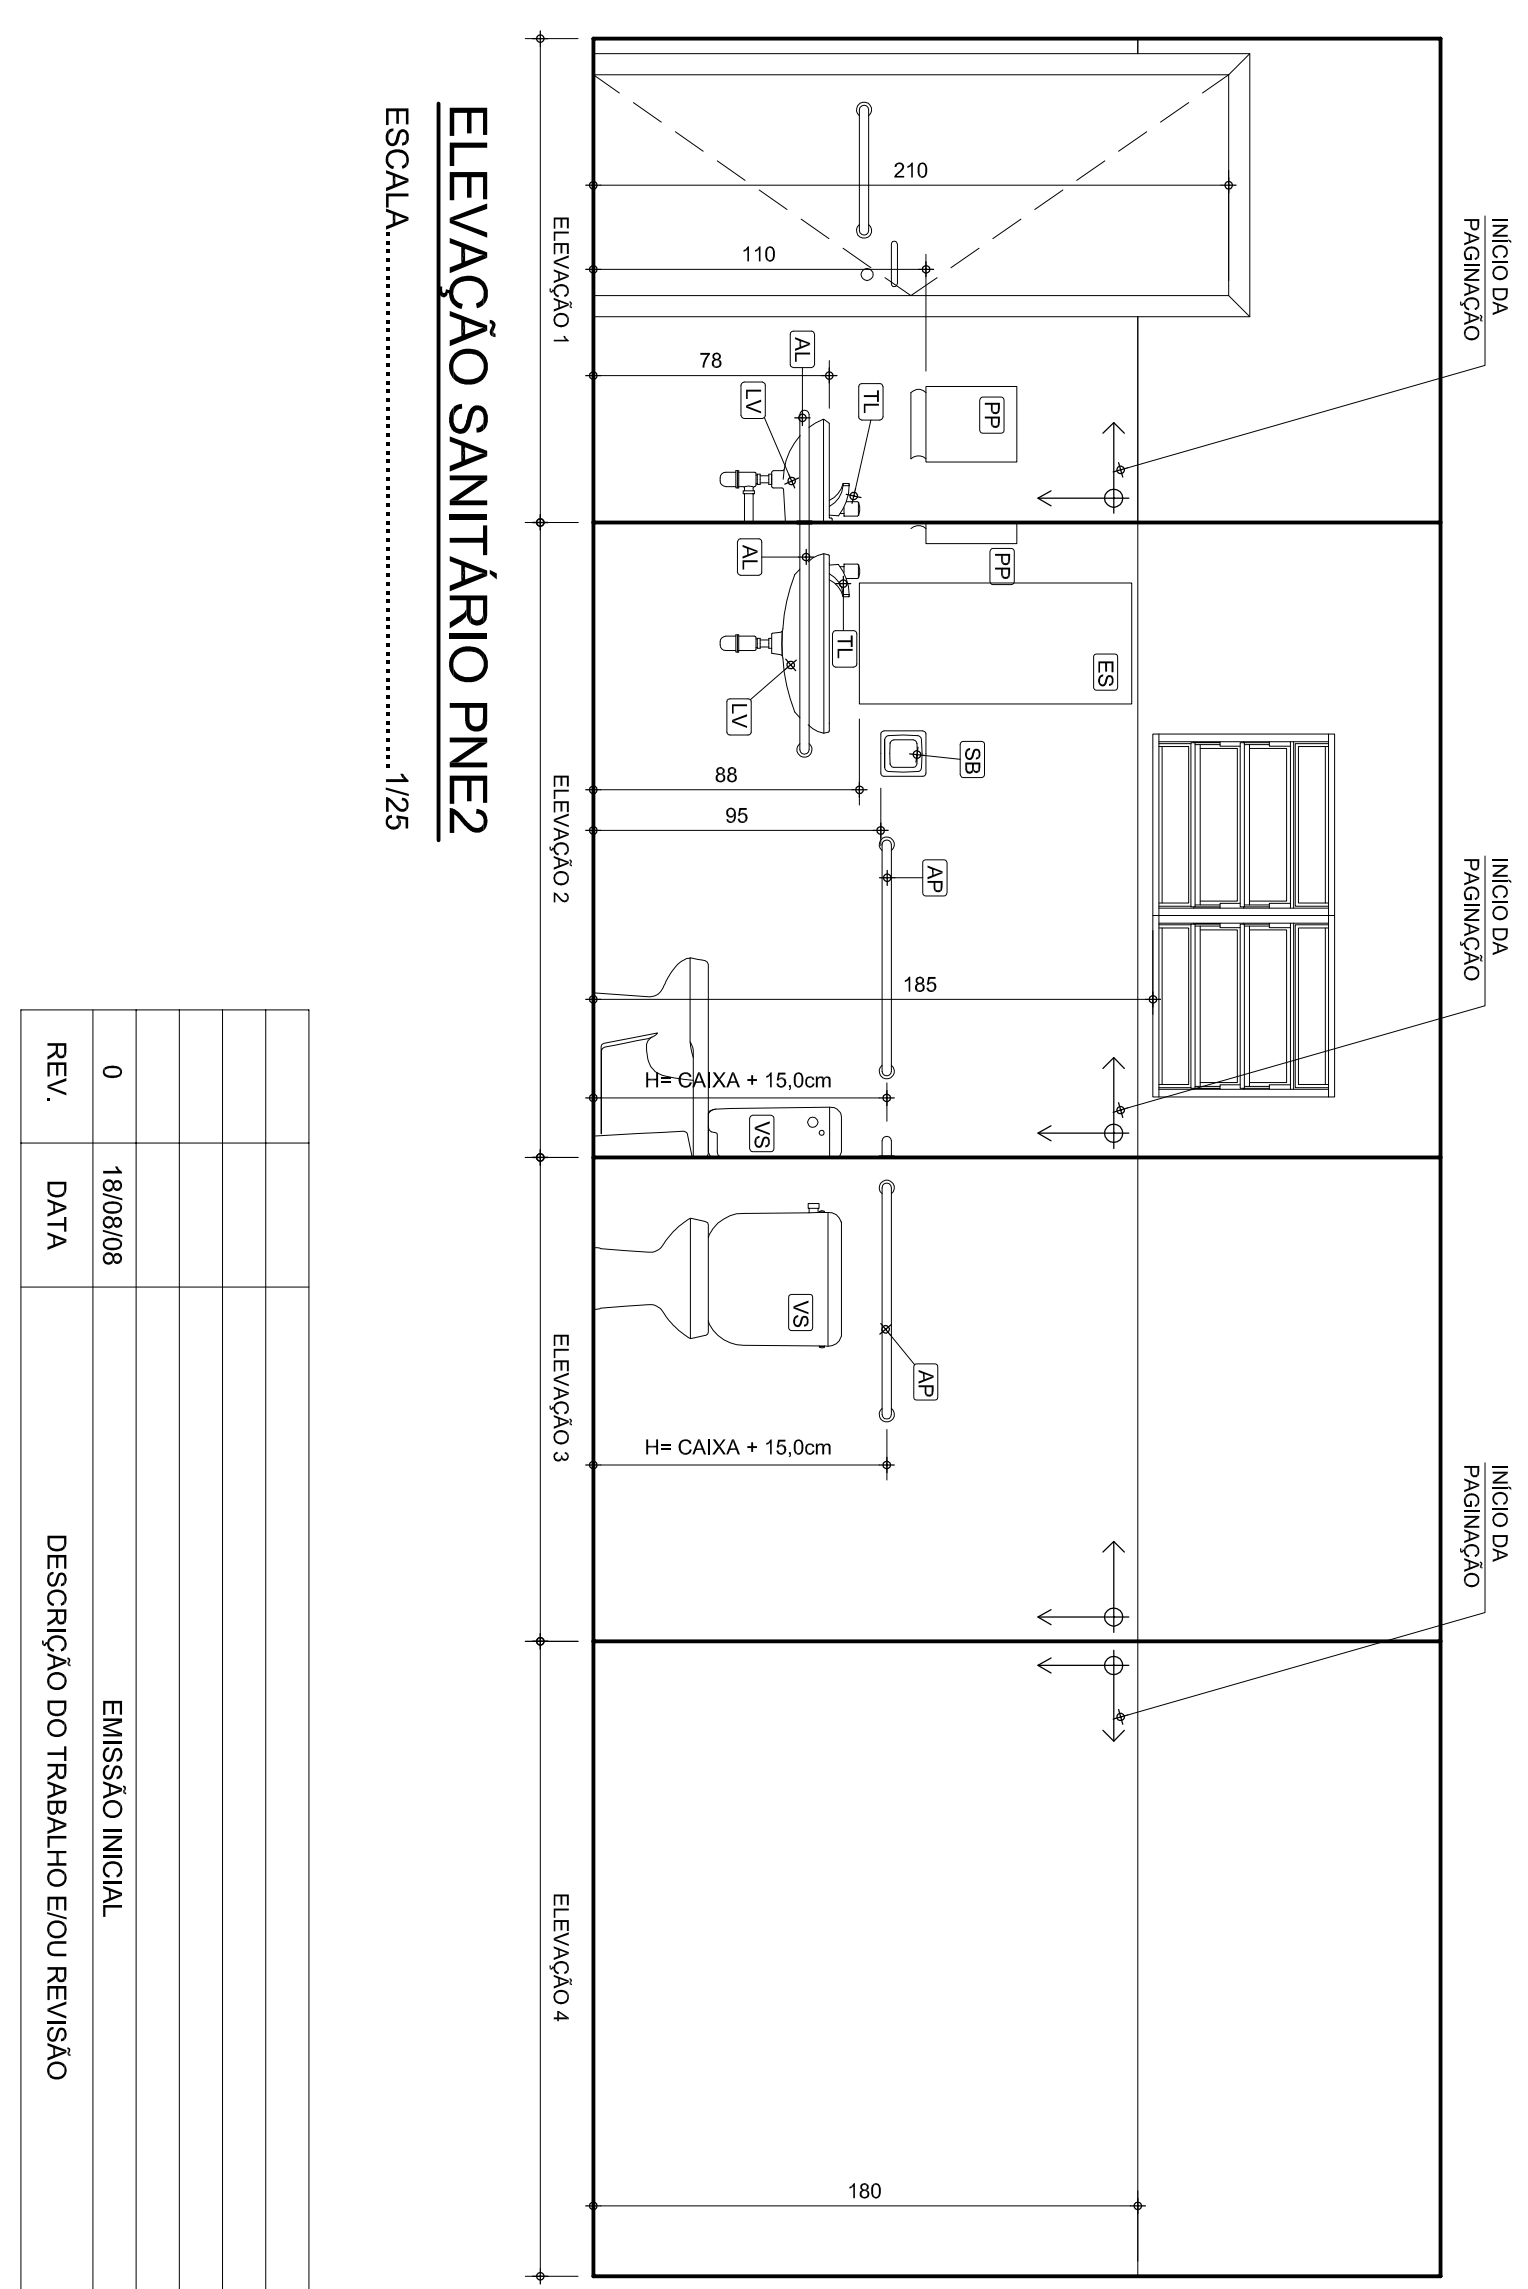 INÍCIO DA
PAGINAÇÃO
INÍCIO DA
PAGINAÇÃO
INÍCIO DA
PAGINAÇÃO
210
110
78
AL
LV
TL
PP
AL
TL
LV
PP
ES
SB
88
95
AP
185
H= CAIXA + 15,0cm
VS
VS
AP
H= CAIXA + 15,0cm
180
ELEVAÇÃO 1
ELEVAÇÃO 2
ELEVAÇÃO 3
ELEVAÇÃO 4
ELEVAÇÃO SANITÁRIO PNE2
ESCALA 1/25
0 18/08/08 EMISSÃO INICIAL
REV. DATA DESCRIÇÃO DO TRABALHO E/OU REVISÃO